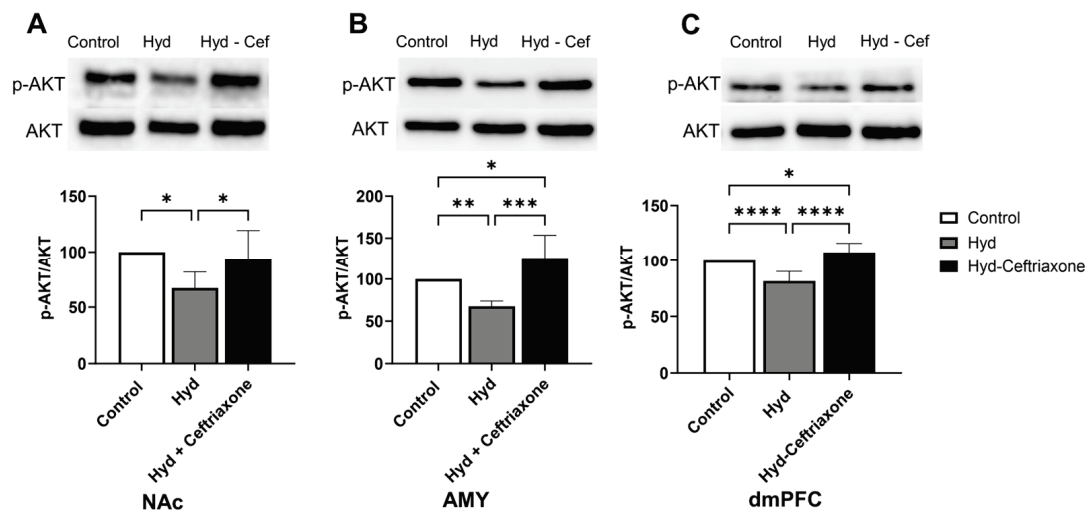 A
Control Hyd Hyd - Cef
p-AKT
AKT
p-AKT/AKT
150
100
50
0
* *
Control
Hyd
Hyd + Ceftriaxone
NAc
B
Control Hyd Hyd - Cef
p-AKT
AKT
p-AKT/AKT
200
150
100
50
0
*
** ***
Control
Hyd
Hyd + Ceftriaxone
AMY
C
Control Hyd Hyd - Cef
p-AKT
AKT
p-AKT/AKT
150
100
50
0
*
**** ****
Control
Hyd
Hyd-Ceftriaxone
dmPFC
Control
Hyd
Hyd-Ceftriaxone